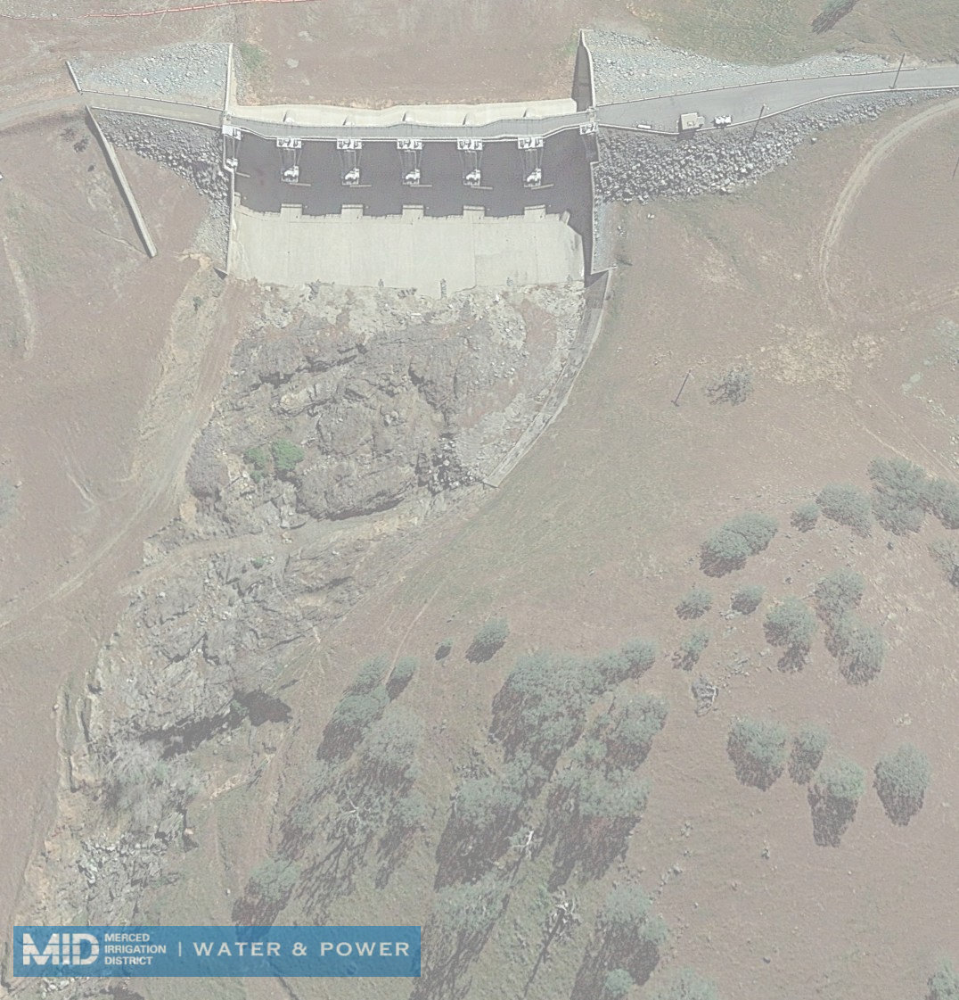 MID
MERCED
IRRIGATION
DISTRICT
| WATER & POWER